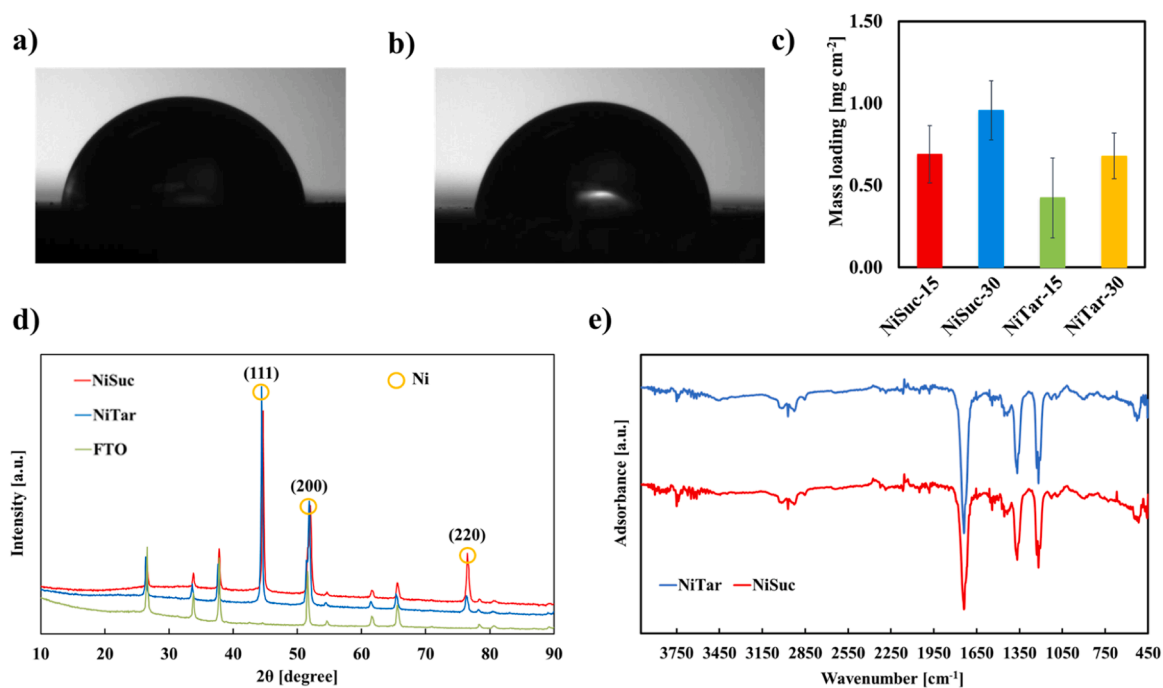 a)
b)
c)
Mass loading [mg cm-2]
1.50
1.00
0.50
0.00
NiSuc-15
NiSuc-30
NiTar-15
NiTar-30
d)
Intensity [a.u.]
NiSuc
NiTar
FTO
(111)
(200)
(220)
Ni
10 20 30 40 50 60 70 80 90
2θ [degree]
e)
Adsorbance [a.u.]
NiTar NiSuc
3750 3450 3150 2850 2550 2250 1950 1650 1350 1050 750 450
Wavenumber [cm-1]